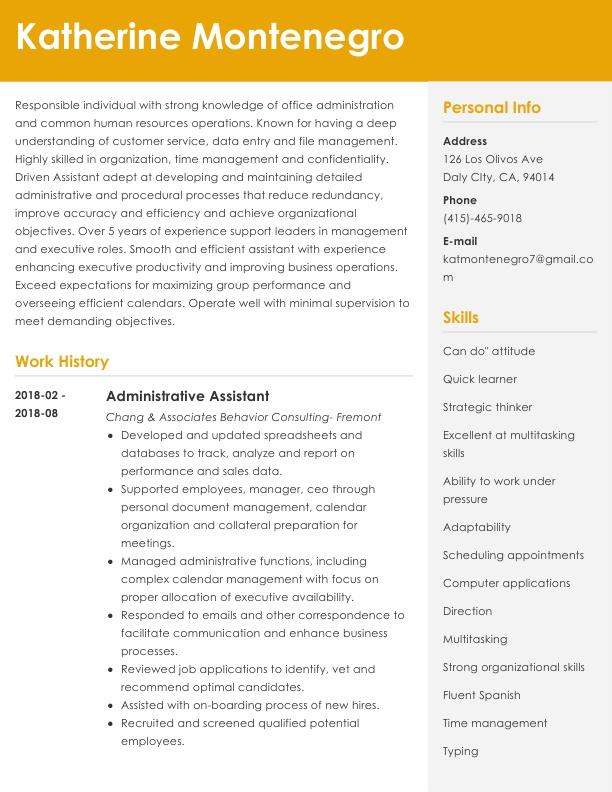 Katherine Montenegro
Responsible individual with strong knowledge of office administration
and common human resources operations. Known for having a deep
understanding of customer service, data entry and file management.
Highly skilled in organization, time management and confidentiality.
Driven Assistant adept at developing and maintaining detailed
administrative and procedural processes that reduce redundancy,
improve accuracy and efficiency and achieve organizational
objectives. Over 5 years of experience support leaders in management
and executive roles. Smooth and efficient assistant with experience
enhancing executive productivity and improving business operations.
Exceed expectations for maximizing group performance and
overseeing efficient calendars. Operate well with minimal supervision to
meet demanding objectives.
Work History
2018-02 -
2018-08
Administrative Assistant
Chang & Associates Behavior Consulting- Fremont
• Developed and updated spreadsheets and
databases to track, analyze and report on
performance and sales data.
• Supported employees, manager, ceo through
personal document management, calendar
organization and collateral preparation for
meetings.
• Managed administrative functions, including
complex calendar management with focus on
proper allocation of executive availability.
• Responded to emails and other correspondence to
facilitate communication and enhance business
processes.
• Reviewed job applications to identify, vet and
recommend optimal candidates.
• Assisted with on-boarding process of new hires.
• Recruited and screened qualified potential
employees.
Personal Info
Address
126 Los Olivos Ave
Daly CIty, CA, 94014
Phone
(415)-465-9018
E-mail
katmontenegro7@gmail.co
m
Skills
Can do" attitude
Quick learner
Strategic thinker
Excellent at multitasking
skills
Ability to work under
pressure
Adaptability
Scheduling appointments
Computer applications
Direction
Multitasking
Strong organizational skills
Fluent Spanish
Time management
Typing